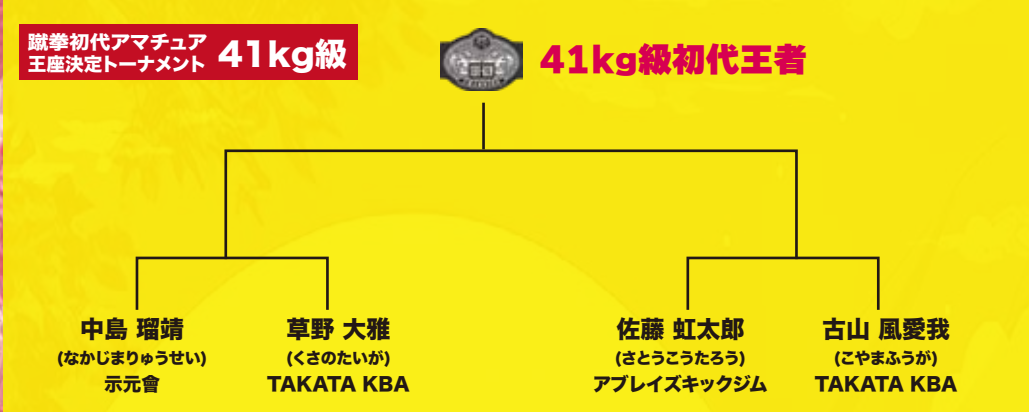 蹴拳初代アマチュア
王座決定トーナメント 41kg級
41kg級初代王者
中島 瑠靖
(なかじまりゅうせい)
示元會
草野 大雅
(くさのたいが)
TAKATA KBA
佐藤 虹太郎
(さとうこうたろう)
アブレイズキックジム
古山 風愛我
(こやまふうが)
TAKATA KBA